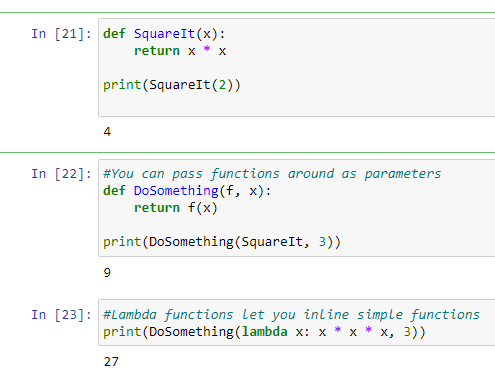 In [21]: def SquareIt(x):
    return x * x
print(SquareIt(2))
4
In [22]: #You can pass functions around as parameters
def DoSomething(f, x):
    return f(x)
print(DoSomething(SquareIt, 3))
9
In [23]: #Lambda functions let you inline simple functions
print(DoSomething(lambda x: x * x * x, 3))
27